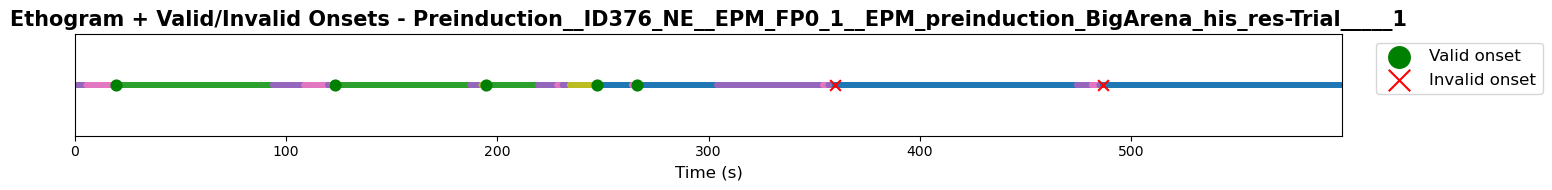 Ethogram + Valid/Invalid Onsets - Preinduction__ID376_NE__EPM_FP0_1__EPM_preinduction_BigArena_his_res-Trial_____1
Valid onset
Invalid onset
0 100 200 300 400 500
Time (s)